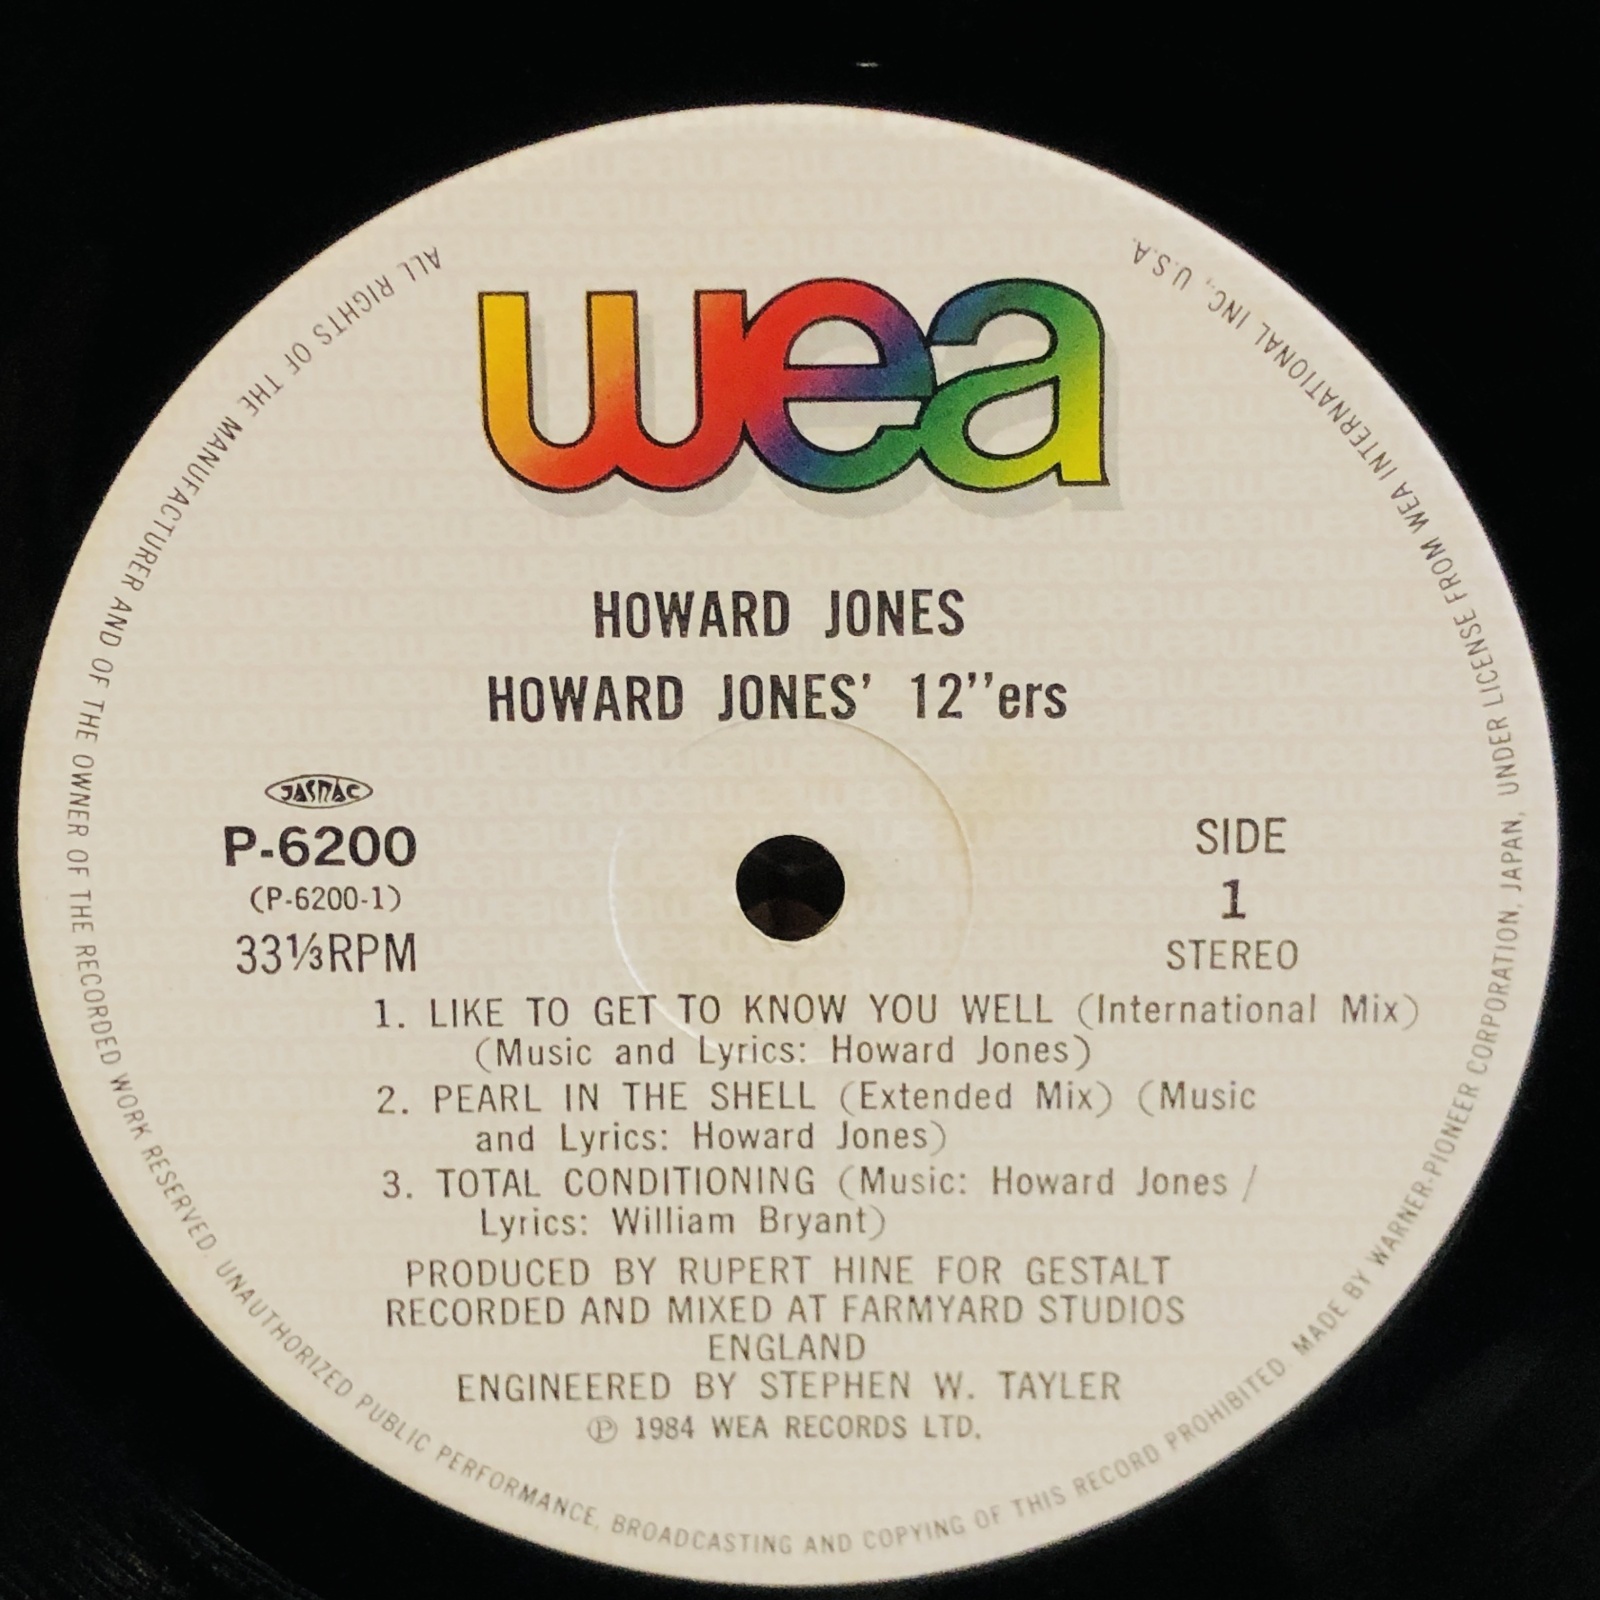 wea
HOWARD JONES
HOWARD JONES' 12''ers
JASRAC
P-6200
(P-6200-1)
33⅓RPM
SIDE
1
STEREO
1. LIKE TO GET TO KNOW YOU WELL (International Mix)
(Music and Lyrics: Howard Jones)
2. PEARL IN THE SHELL (Extended Mix) (Music
and Lyrics: Howard Jones)
3. TOTAL CONDITIONING (Music: Howard Jones /
Lyrics: William Bryant)
PRODUCED BY RUPERT HINE FOR GESTALT
RECORDED AND MIXED AT FARMYARD STUDIOS
ENGLAND
ENGINEERED BY STEPHEN W. TAYLER
℗ 1984 WEA RECORDS LTD.
ALL RIGHTS OF THE MANUFACTURER AND OF THE OWNER OF THE RECORDED WORK RESERVED. UNAUTHORIZED PUBLIC PERFORMANCE, BROADCASTING AND COPYING OF THIS RECORD PROHIBITED. MADE BY WARNER-PIONEER CORPORATION, JAPAN, UNDER LICENSE FROM WEA INTERNATIONAL INC., U.S.A.